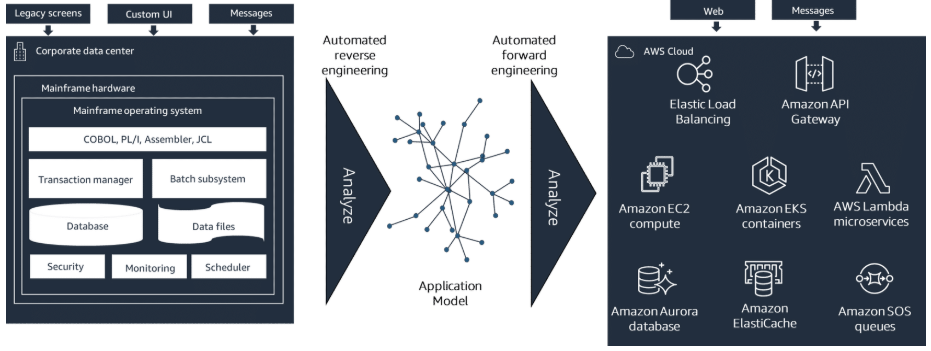 Legacy screens
Custom UI
Messages
Corporate data center
Mainframe hardware
Mainframe operating system
COBOL, PL/I, Assembler, JCL
Transaction manager
Batch subsystem
Database
Data files
Security
Monitoring
Scheduler
Automated
reverse
engineering
Analyze
Application
Model
Automated
forward
engineering
Analyze
Web
Messages
AWS Cloud
Elastic Load
Balancing
Amazon API
Gateway
Amazon EC2
compute
Amazon EKS
containers
AWS Lambda
microservices
Amazon Aurora
database
Amazon
ElastiCache
Amazon SOS
queues